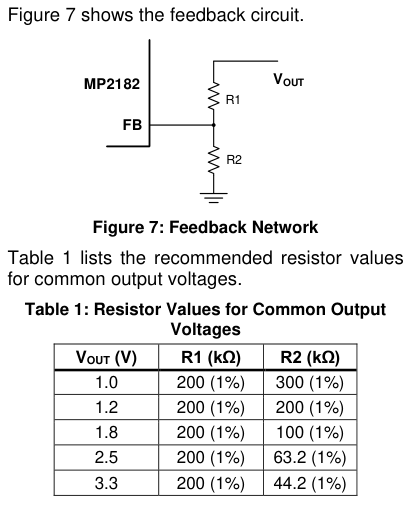 Figure 7 shows the feedback circuit.
MP2182
VOUT
R1
FB
R2
Figure 7: Feedback Network
Table 1 lists the recommended resistor values
for common output voltages.
Table 1: Resistor Values for Common Output
Voltages
VOUT (V) R1 (kΩ) R2 (kΩ)
1.0 200 (1%) 300 (1%)
1.2 200 (1%) 200 (1%)
1.8 200 (1%) 100 (1%)
2.5 200 (1%) 63.2 (1%)
3.3 200 (1%) 44.2 (1%)